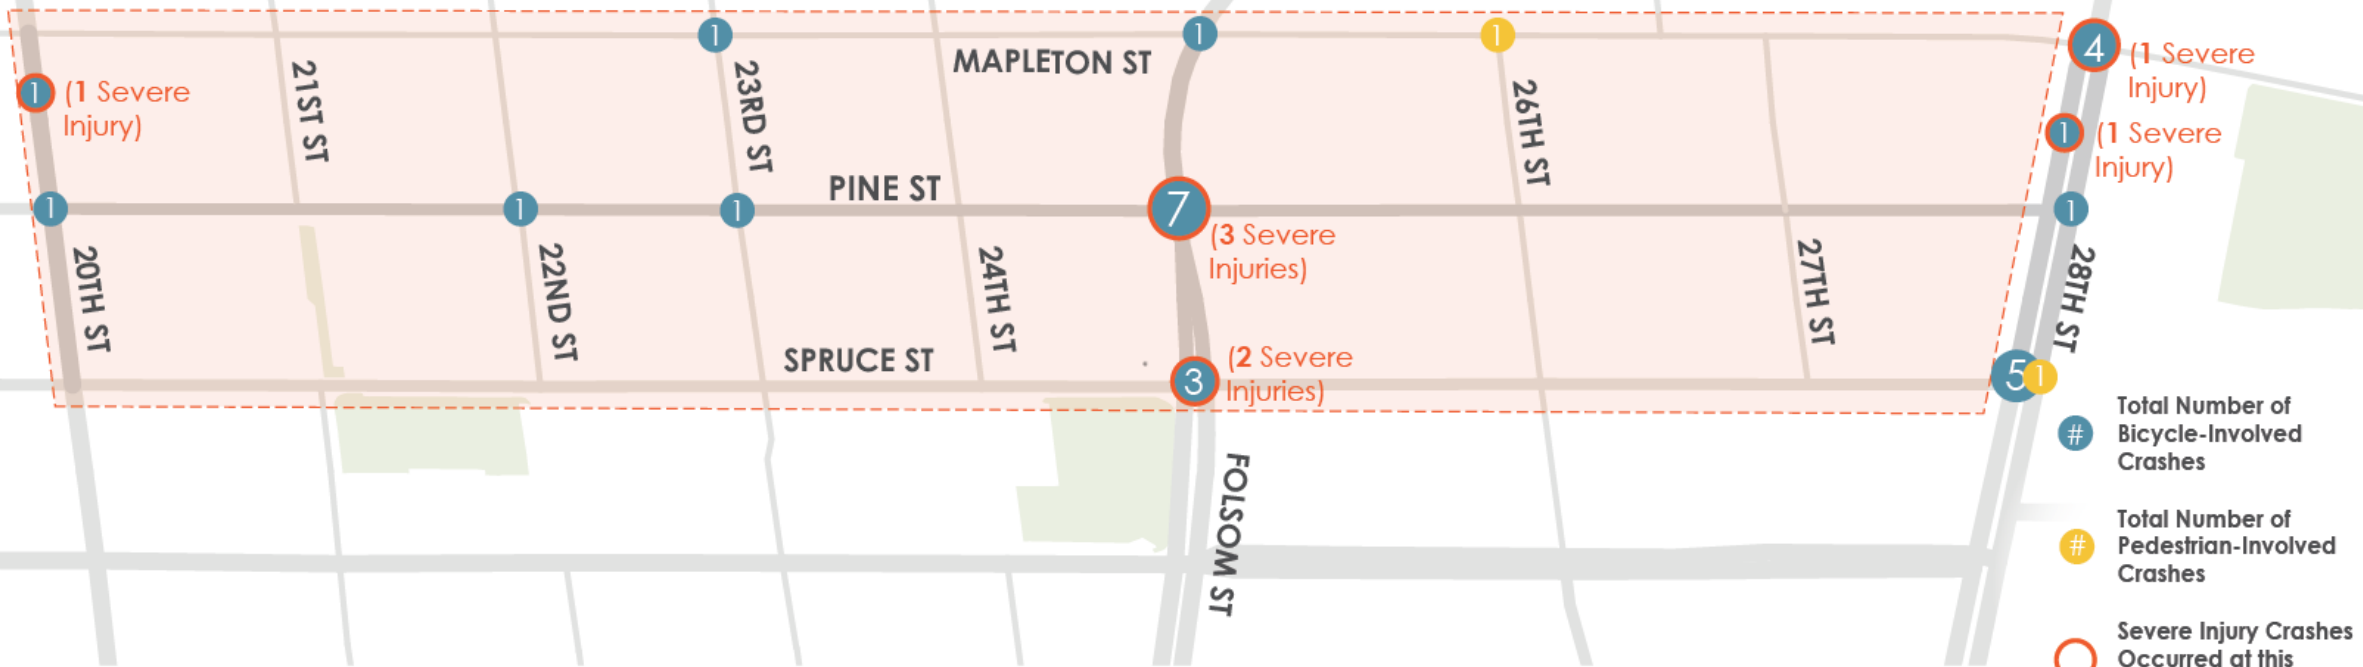 1
1
1
4
(1 Severe
Injury)
MAPLETON ST
1
(1 Severe
Injury)
21ST ST
23RD ST
26TH ST
1
(1 Severe
Injury)
PINE ST
1
1
1
7
1
(3 Severe
Injuries)
20TH ST
22ND ST
24TH ST
27TH ST
28TH ST
SPRUCE ST
3
(2 Severe
Injuries)
5
1
FOLSOM ST
#
Total Number of
Bicycle-Involved
Crashes
#
Total Number of
Pedestrian-Involved
Crashes
Severe Injury Crashes
Occurred at this